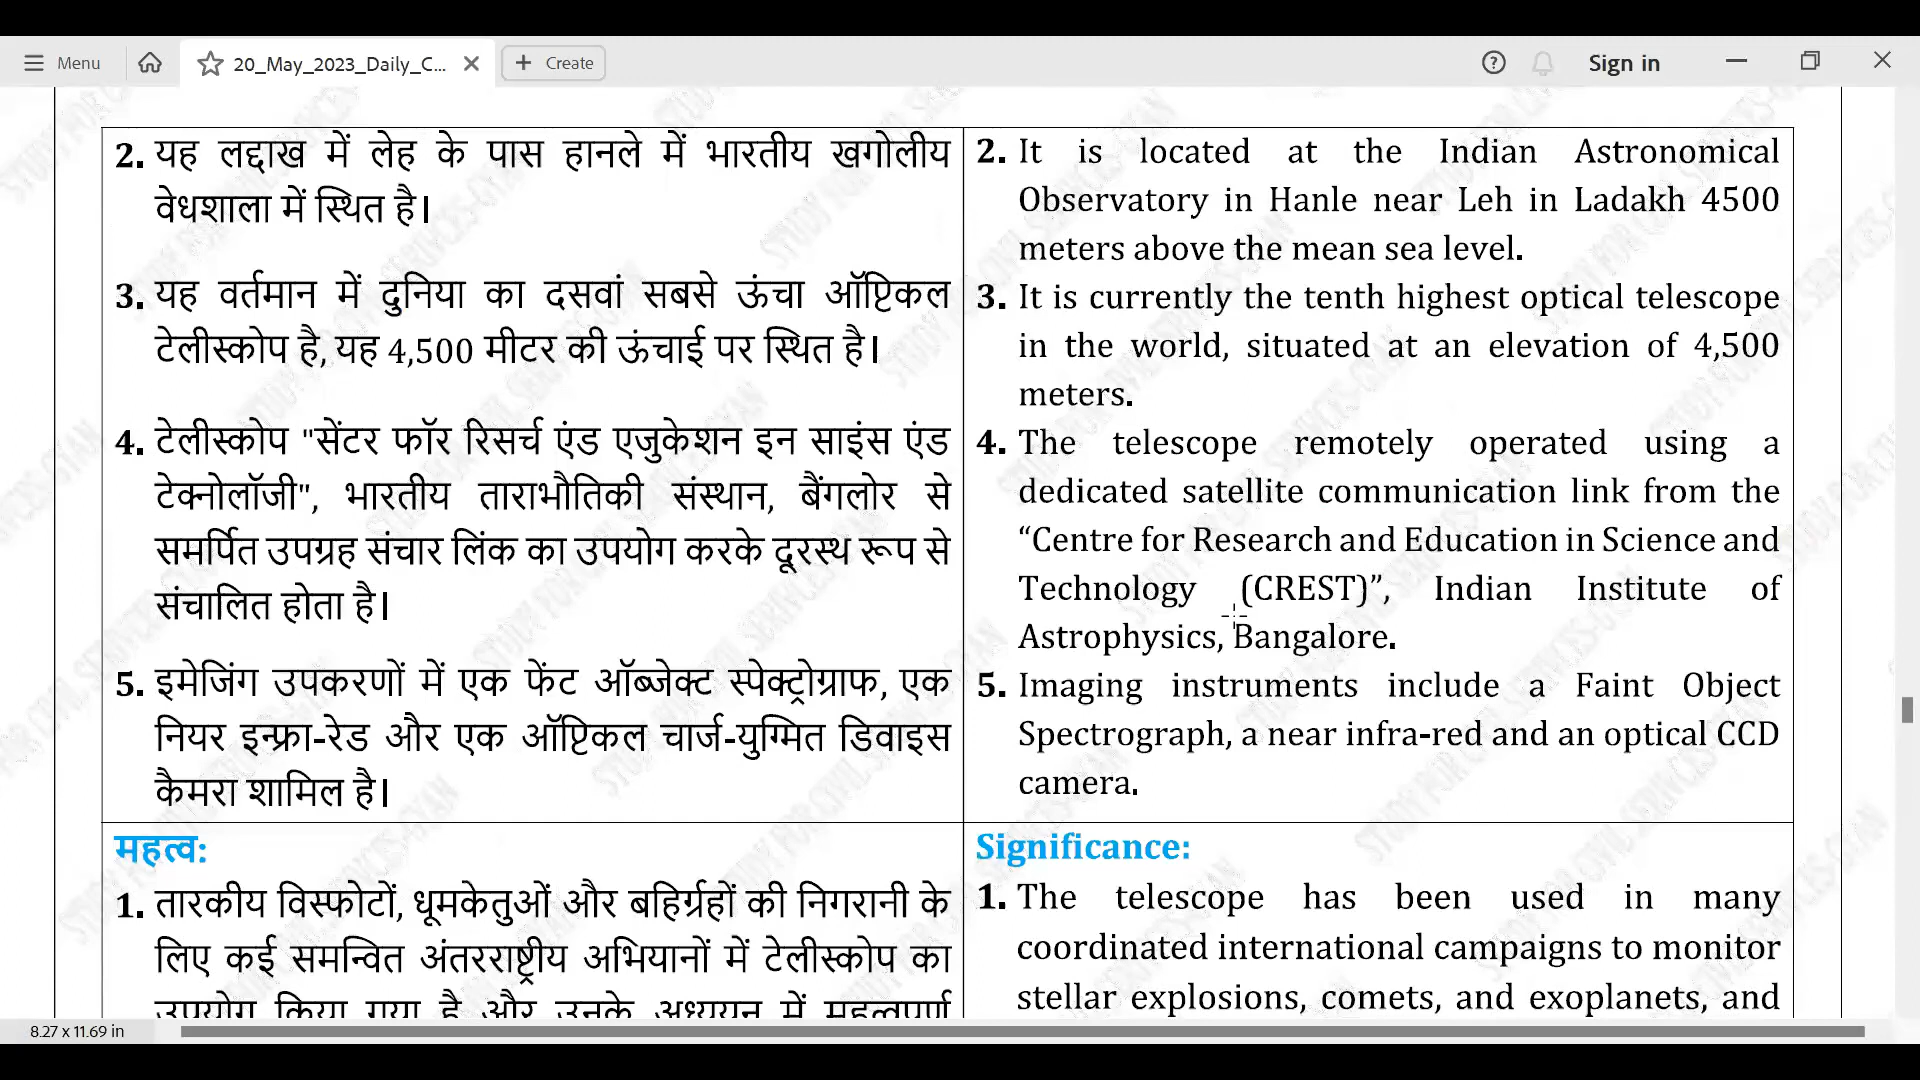 Menu
20_May_2023_Daily_C...
Create
Sign in
2. यह लद्दाख में लेह के पास हानले में भारतीय खगोलीय
वेधशाला में स्थित है।
3. यह वर्तमान में दुनिया का दसवां सबसे ऊंचा ऑप्टिकल
टेलीस्कोप है, यह 4,500 मीटर की ऊंचाई पर स्थित है।
4. टेलीस्कोप "सेंटर फॉर रिसर्च एंड एजुकेशन इन साइंस एंड
टेक्नोलॉजी", भारतीय ताराभौतिकी संस्थान, बैंगलोर से
समर्पित उपग्रह संचार लिंक का उपयोग करके दूरस्थ रूप से
संचालित होता है।
5. इमेजिंग उपकरणों में एक फेंट ऑब्जेक्ट स्पेक्ट्रोग्राफ, एक
नियर इन्फ्रा-रेड और एक ऑप्टिकल चार्ज-युग्मित डिवाइस
कैमरा शामिल है।
2. It is located at the Indian Astronomical
Observatory in Hanle near Leh in Ladakh 4500
meters above the mean sea level.
3. It is currently the tenth highest optical telescope
in the world, situated at an elevation of 4,500
meters.
4. The telescope remotely operated using a
dedicated satellite communication link from the
“Centre for Research and Education in Science and
Technology (CREST)”, Indian Institute of
Astrophysics, Bangalore.
5. Imaging instruments include a Faint Object
Spectrograph, a near infra-red and an optical CCD
camera.
महत्व:
1. तारकीय विस्फोटों, धूमकेतुओं और बहिर्ग्रहों की निगरानी के
लिए कई समन्वित अंतरराष्ट्रीय अभियानों में टेलीस्कोप का
उपयोग किया गया है और उनके अध्ययन में महत्वपूर्ण
Significance:
1. The telescope has been used in many
coordinated international campaigns to monitor
stellar explosions, comets, and exoplanets, and
8.27 x 11.69 in